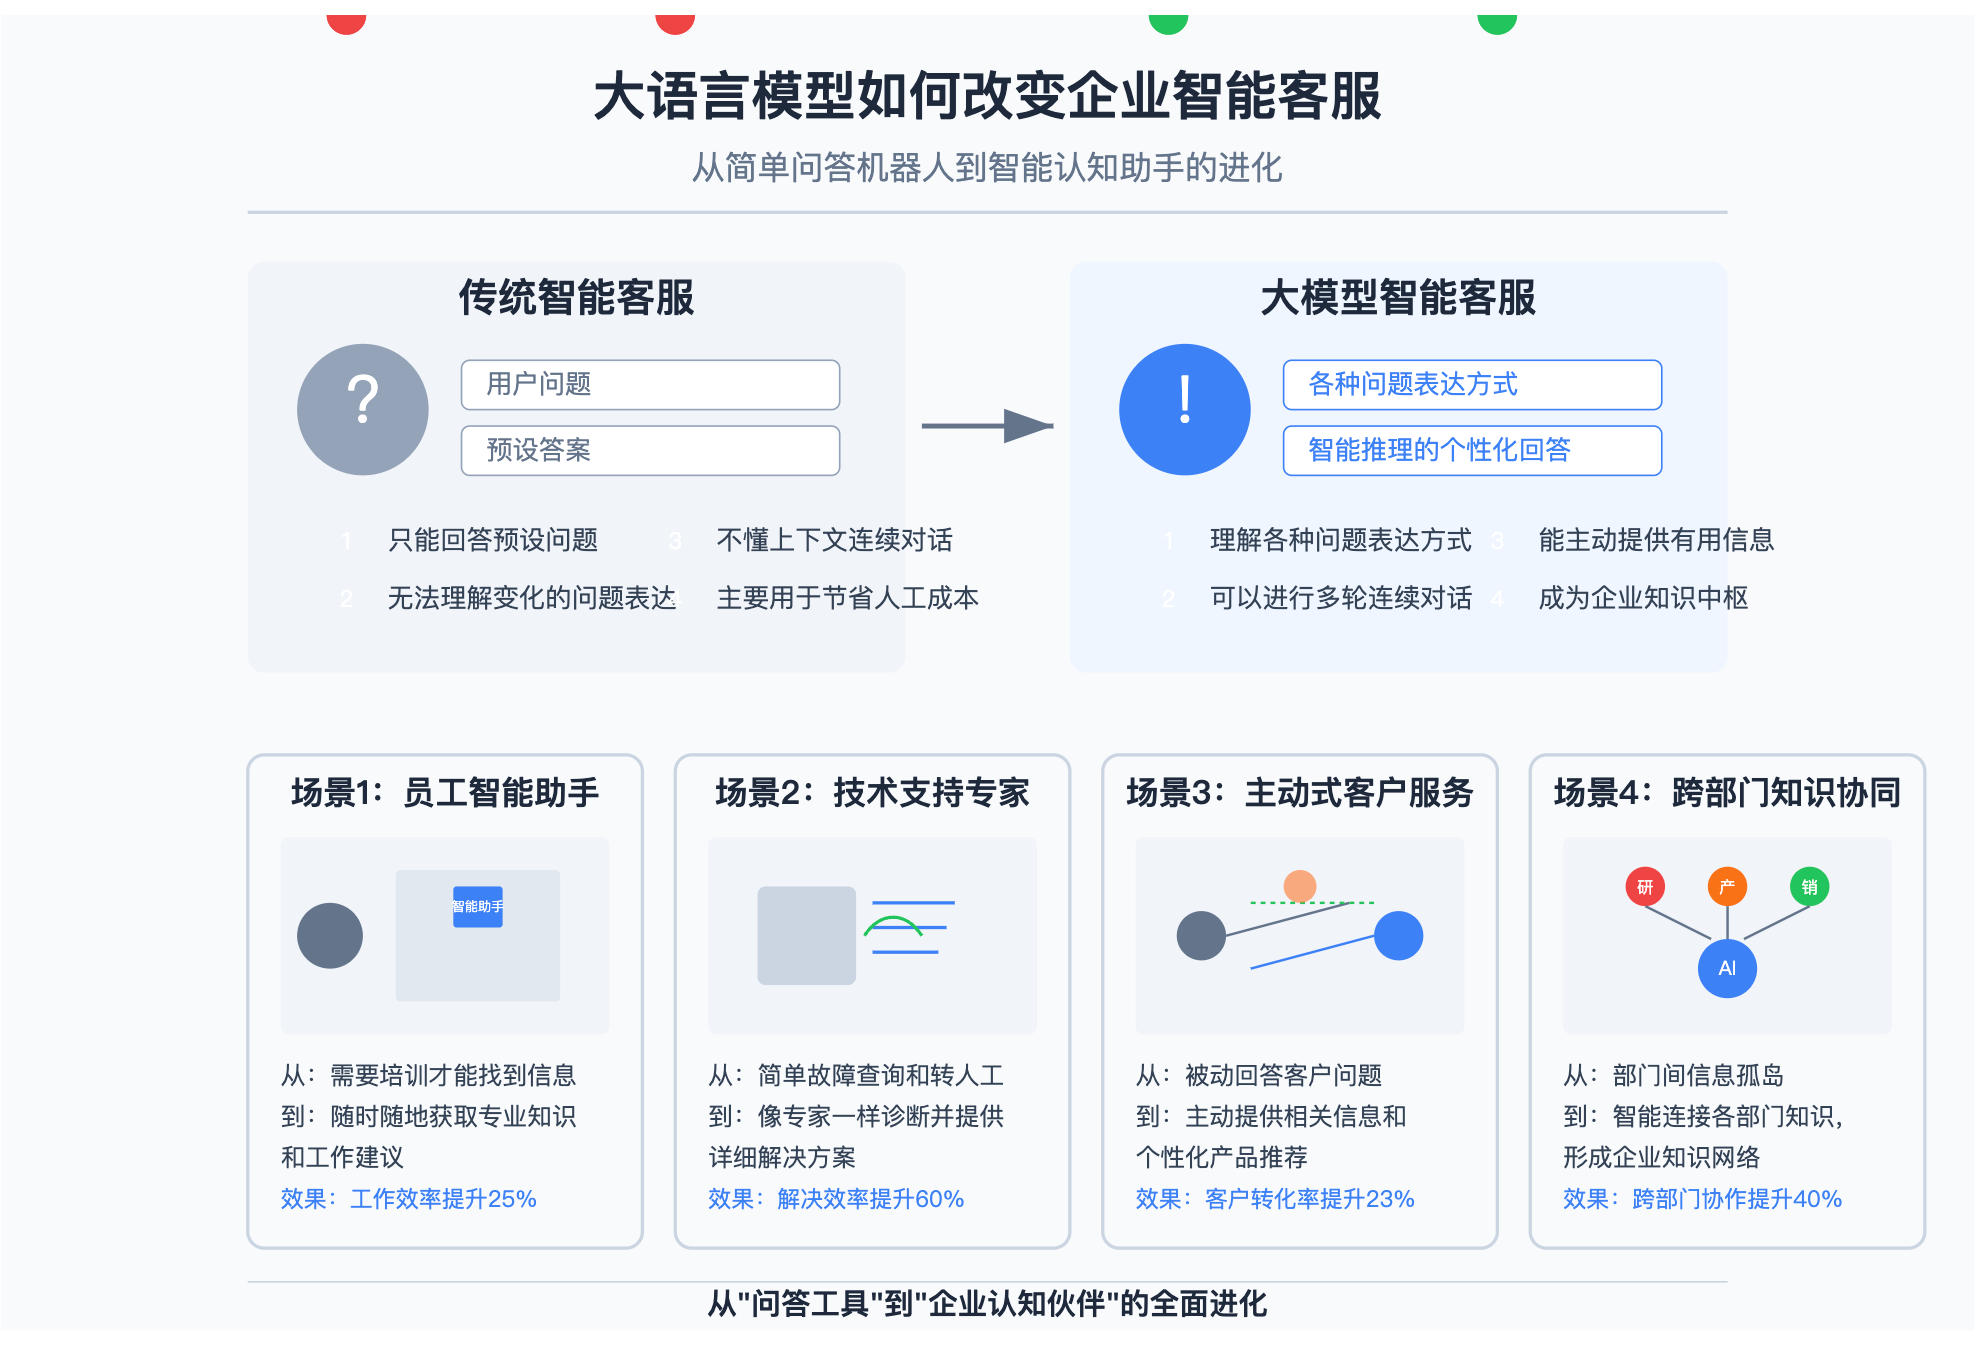 大语言模型如何改变企业智能客服
从简单问答机器人到智能认知助手的进化
传统智能客服
?
用户问题
预设答案
1 只能回答预设问题
2 无法理解变化的问题表达
3 不懂上下文连续对话
4 主要用于节省人工成本
大模型智能客服
!
各种问题表达方式
智能推理的个性化回答
1 理解各种问题表达方式
2 可以进行多轮连续对话
3 能主动提供有用信息
4 成为企业知识中枢
场景1：员工智能助手
智能助手
从：需要培训才能找到信息
到：随时随地获取专业知识
和工作建议
效果：工作效率提升25%
场景2：技术支持专家
从：简单故障查询和转人工
到：像专家一样诊断并提供
详细解决方案
效果：解决效率提升60%
场景3：主动式客户服务
从：被动回答客户问题
到：主动提供相关信息和
个性化产品推荐
效果：客户转化率提升23%
场景4：跨部门知识协同
研
产
销
AI
从：部门间信息孤岛
到：智能连接各部门知识，
形成企业知识网络
效果：跨部门协作提升40%
从"问答工具"到"企业认知伙伴"的全面进化